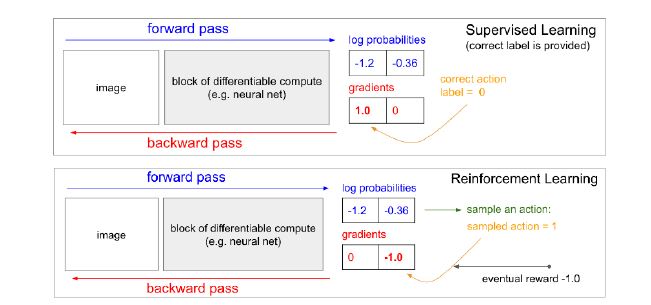 forward pass
Supervised Learning
(correct label is provided)
log probabilities
image
block of differentiable compute
(e.g. neural net)
-1.2 -0.36
gradients
1.0 0
correct action
label = 0
backward pass
forward pass
Reinforcement Learning
log probabilities
image
block of differentiable compute
(e.g. neural net)
-1.2 -0.36
sample an action:
sampled action = 1
gradients
0 -1.0
eventual reward -1.0
backward pass